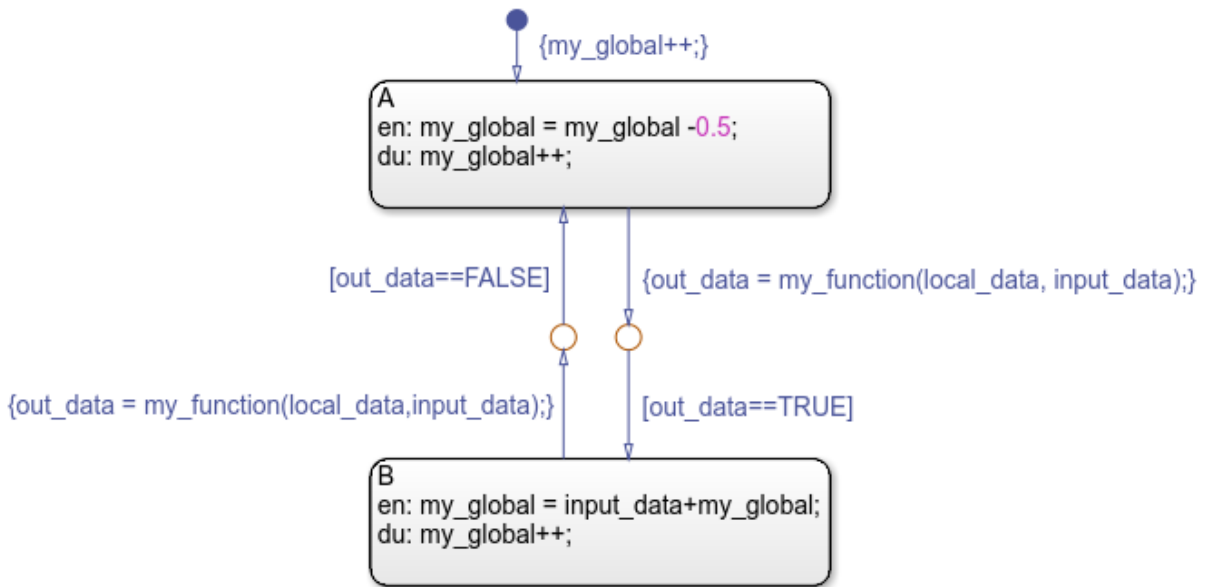 {my_global++;}
A
en: my_global = my_global -0.5;
du: my_global++;
[out_data==FALSE]
{out_data = my_function(local_data, input_data);}
{out_data = my_function(local_data,input_data);}
[out_data==TRUE]
B
en: my_global = input_data+my_global;
du: my_global++;